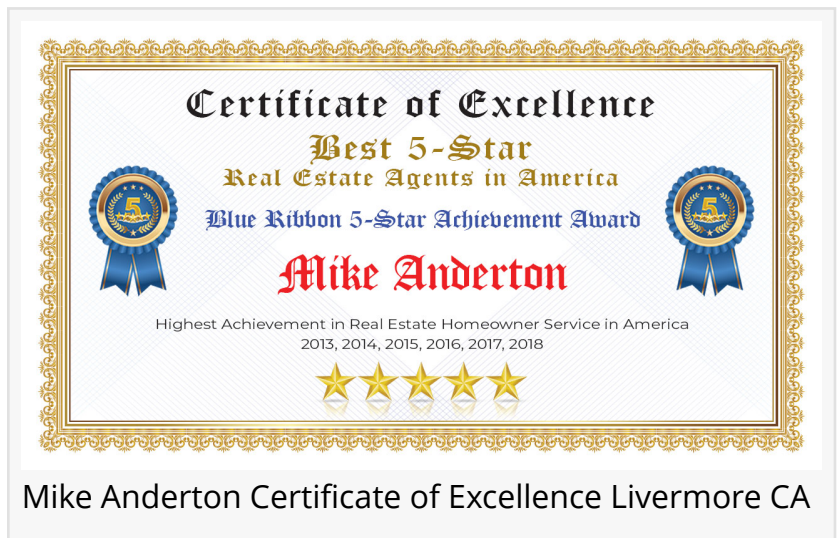 Certificate of Excellence
Best 5-Star
Real Estate Agents in America
Blue Ribbon 5-Star Achievement Award
Mike Anderton
Highest Achievement in Real Estate Homeowner Service in America
2013, 2014, 2015, 2016, 2017, 2018
5
5
Mike Anderton Certificate of Excellence Livermore CA